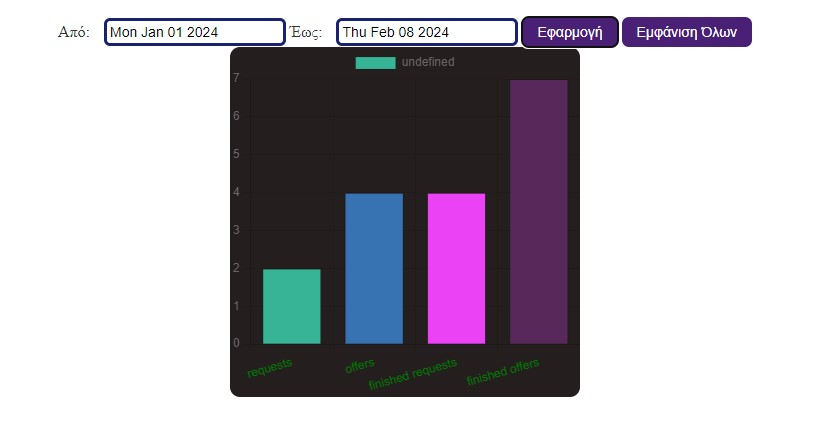 Από: Mon Jan 01 2024 Έως: Thu Feb 08 2024 Εφαρμογή Εμφάνιση Όλων
undefined
7
6
5
4
3
2
1
0
requests offers finished requests finished offers